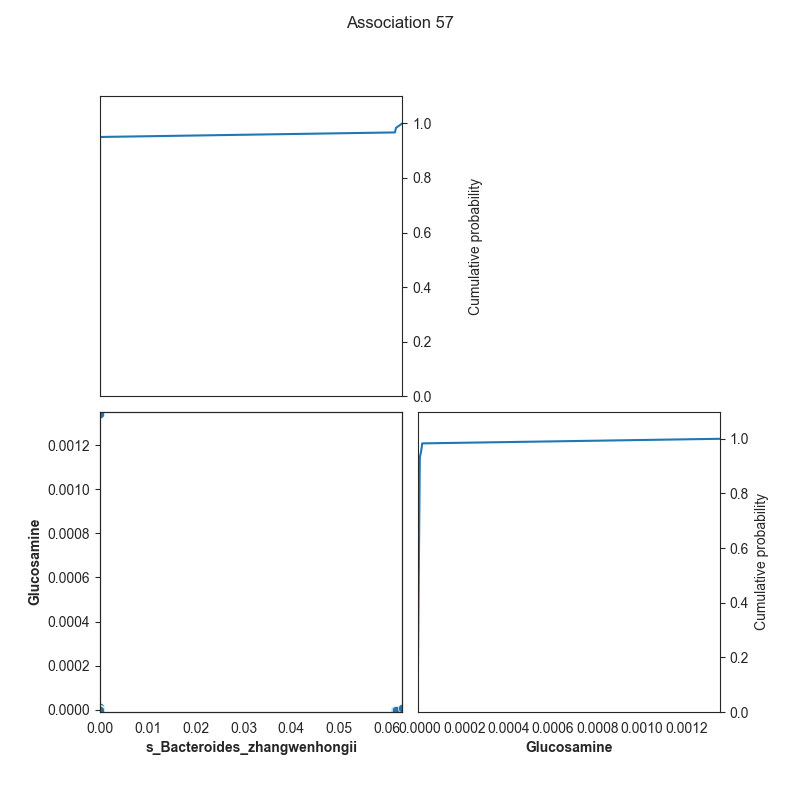 Association 57
1.0
0.8
0.6
0.4
0.2
0.0
Cumulative probability
0.0012
0.0010
0.0008
0.0006
0.0004
0.0002
0.0000
Glucosamine
0.00 0.01 0.02 0.03 0.04 0.05 0.06
s_Bacteroides_zhangwenhongii
1.0
0.8
0.6
0.4
0.2
0.0
Cumulative probability
0.0000 0.0002 0.0004 0.0006 0.0008 0.0010 0.0012
Glucosamine